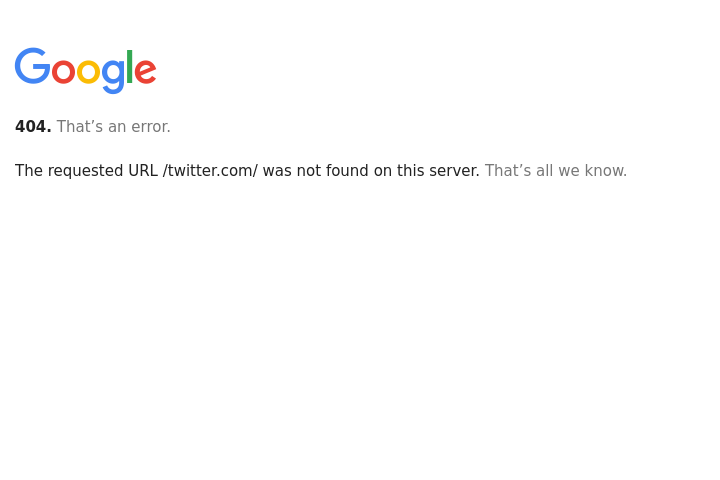 Google
404. That’s an error.
The requested URL /twitter.com/ was not found on this server. That’s all we know.